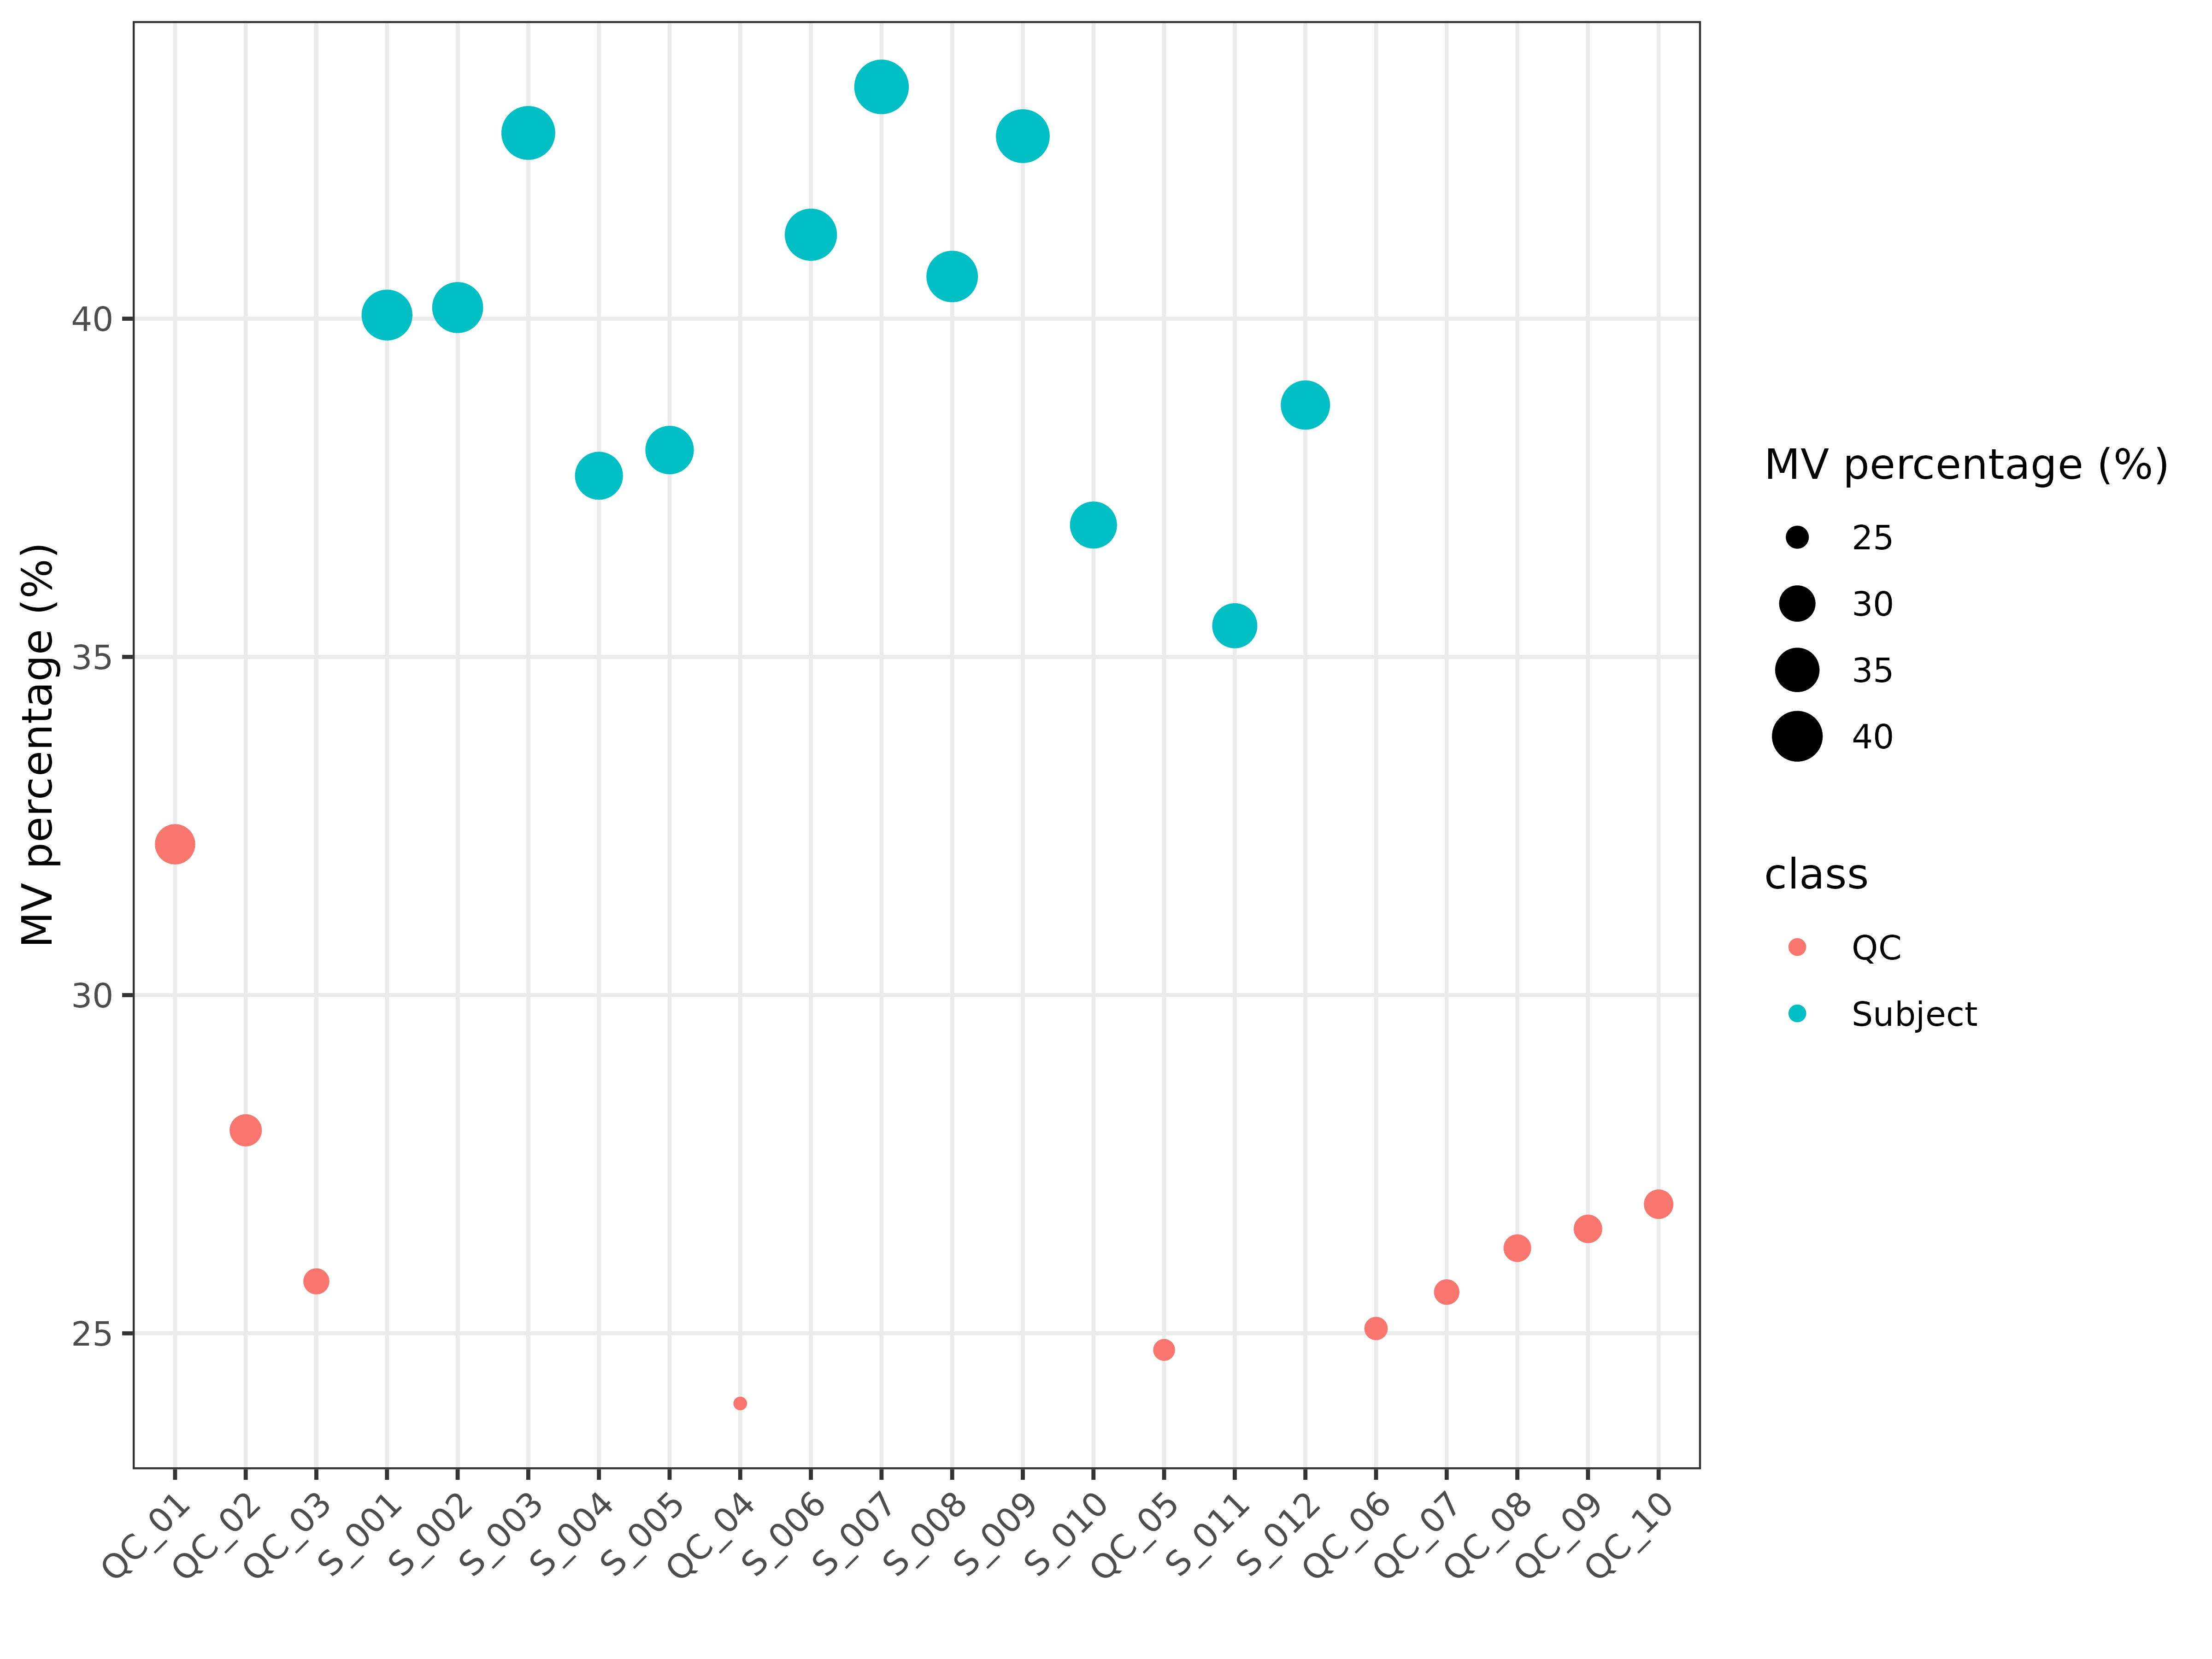 MV percentage (%)
40
35
30
25
QC_01
QC_02
QC_03
S_001
S_002
S_003
S_004
S_005
QC_04
S_006
S_007
S_008
S_009
S_010
QC_05
S_011
S_012
QC_06
QC_07
QC_08
QC_09
QC_10
MV percentage (%)
25
30
35
40
class
QC
Subject